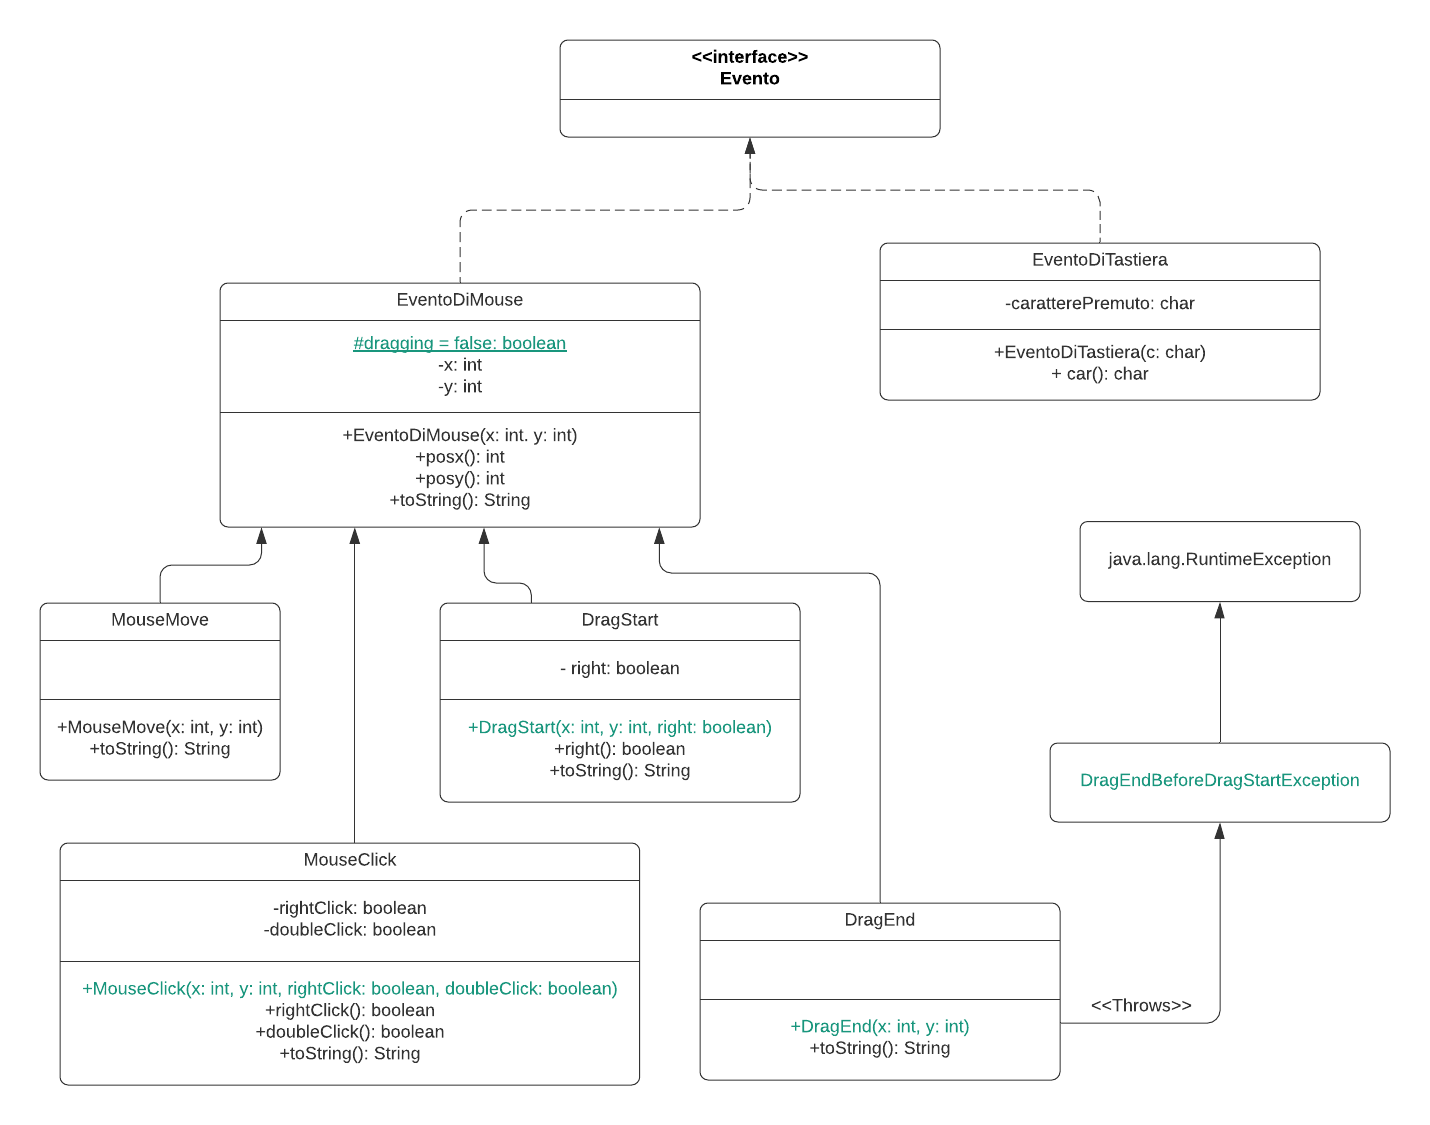 <<interface>>
Evento
EventoDiTastiera
-caratterePremuto: char
+EventoDiTastiera(c: char)
+ car(): char
EventoDiMouse
#dragging = false: boolean
-x: int
-y: int
+EventoDiMouse(x: int. y: int)
+posx(): int
+posy(): int
+toString(): String
java.lang.RuntimeException
MouseMove
+MouseMove(x: int, y: int)
+toString(): String
DragStart
- right: boolean
+DragStart(x: int, y: int, right: boolean)
+right(): boolean
+toString(): String
DragEndBeforeDragStartException
MouseClick
-rightClick: boolean
-doubleClick: boolean
+MouseClick(x: int, y: int, rightClick: boolean, doubleClick: boolean)
+rightClick(): boolean
+doubleClick(): boolean
+toString(): String
DragEnd
+DragEnd(x: int, y: int)
+toString(): String
<<Throws>>